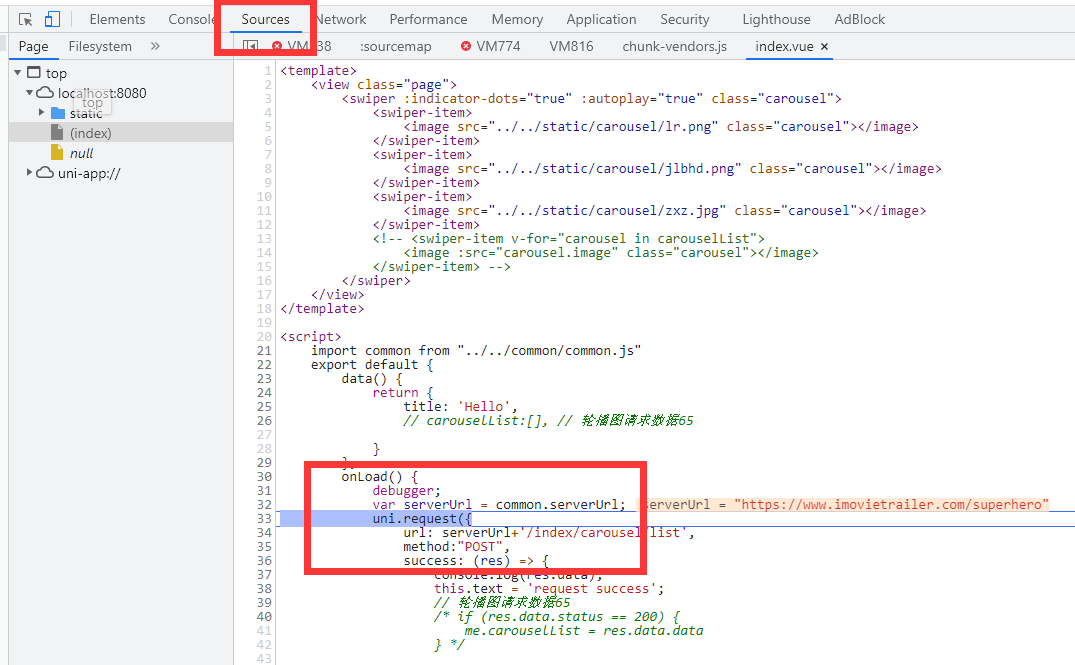 Elements Console Sources Network Performance Memory Application Security Lighthouse AdBlock
Page Filesystem » VM 38 :sourcemap VM774 VM816 chunk-vendors.js index.vue ×
top
localhost:8080
top
static
(index)
null
uni-app://
1 <template>
2 <view class="page">
3 <swiper :indicator-dots="true" :autoplay="true" class="carousel">
4 <swiper-item>
5 <image src="../../static/carousel/lr.png" class="carousel"></image>
6 </swiper-item>
7 <swiper-item>
8 <image src="../../static/carousel/jlbhd.png" class="carousel"></image>
9 </swiper-item>
10 <swiper-item>
11 <image src="../../static/carousel/zxz.jpg" class="carousel"></image>
12 </swiper-item>
13 <!-- <swiper-item v-for="carousel in carouselList">
14 <image :src="carousel.image" class="carousel"></image>
15 </swiper-item> -->
16 </swiper>
17 </view>
18 </template>
19
20 <script>
21 import common from "../../common/common.js"
22 export default {
23 data() {
24 return {
25 title: 'Hello',
26 // carouselList:[], // 轮播图请求数据65
27
28 }
29 },
30 onLoad() {
31 debugger;
32 var serverUrl = common.serverUrl; serverUrl = "https://www.imovietrailer.com/superhero"
33 uni.request({
34 url: serverUrl+'/index/carousel/list',
35 method:"POST",
36 success: (res) => {
37 console.log(res.data);
38 this.text = 'request success';
39 // 轮播图请求数据65
40 /* if (res.data.status == 200) {
41 me.carouselList = res.data.data
42 } */
43